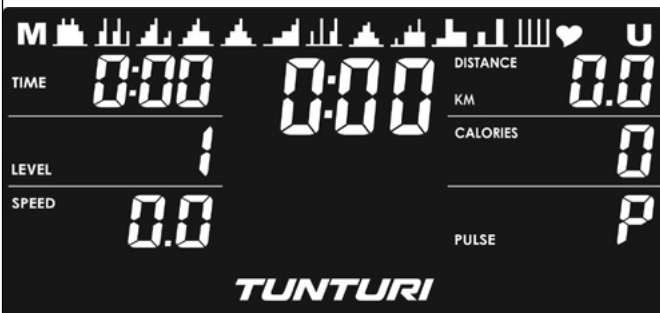 M U
TIME 0:00
0:00
DISTANCE
KM 0.0
LEVEL 1
CALORIES 0
SPEED 0.0
PULSE P
TUNTURI